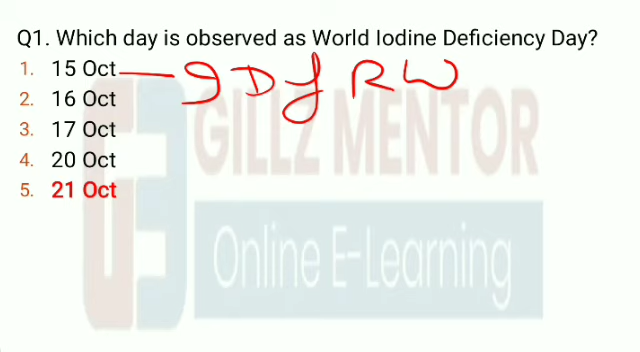 Q1. Which day is observed as World Iodine Deficiency Day?
1. 15 Oct IDfRW
2. 16 Oct
3. 17 Oct
4. 20 Oct
5. 21 Oct
GILLZ MENTOR
Online E-Learning